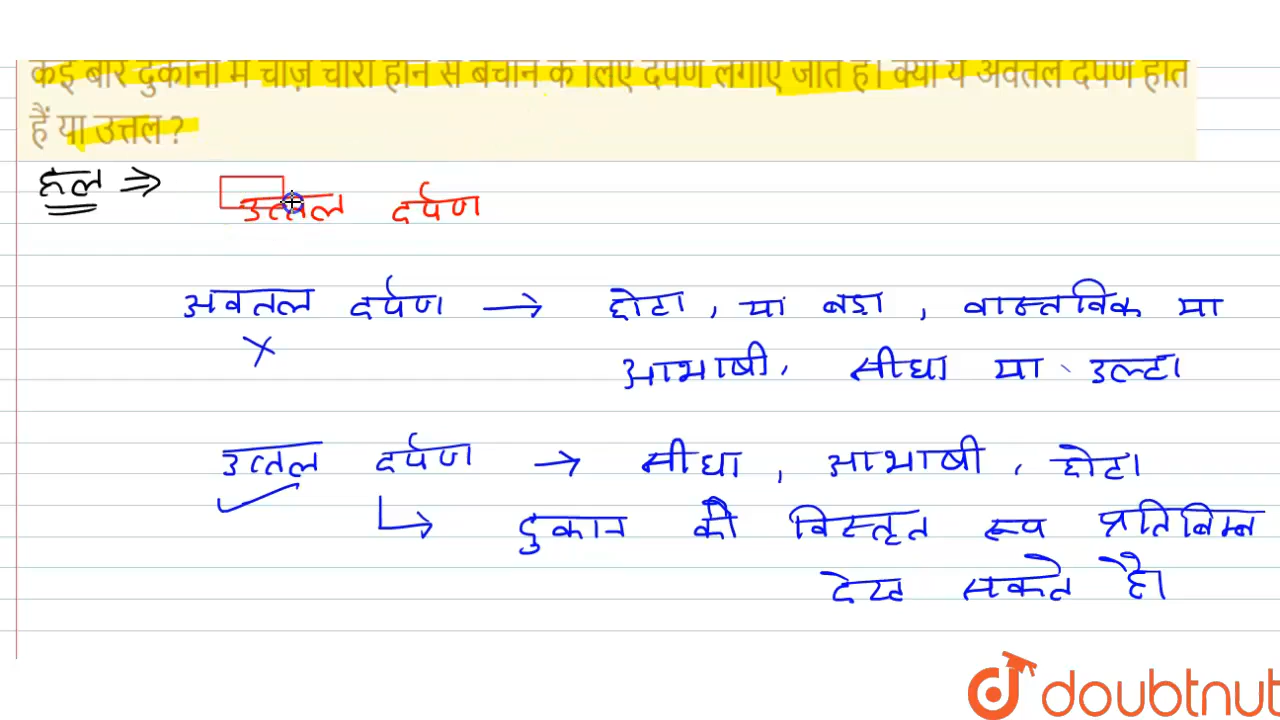 कई बार दुकानों में चीज़ें चोरी होने से बचाने के लिए दर्पण लगाए जाते हैं। क्या ये अवतल दर्पण होते
हैं या उत्तल ?
हल ⇒ उत्तल दर्पण
अवतल दर्पण → छोटा, या बड़ा, वास्तविक या
×
आभाषी, सीधा या उल्टा
उत्तल दर्पण → सीधा, आभाषी, छोटा
✓
↳ दुकान की विस्तृत रूप प्रतिबिम्ब
देख सकते है।
doubtnut